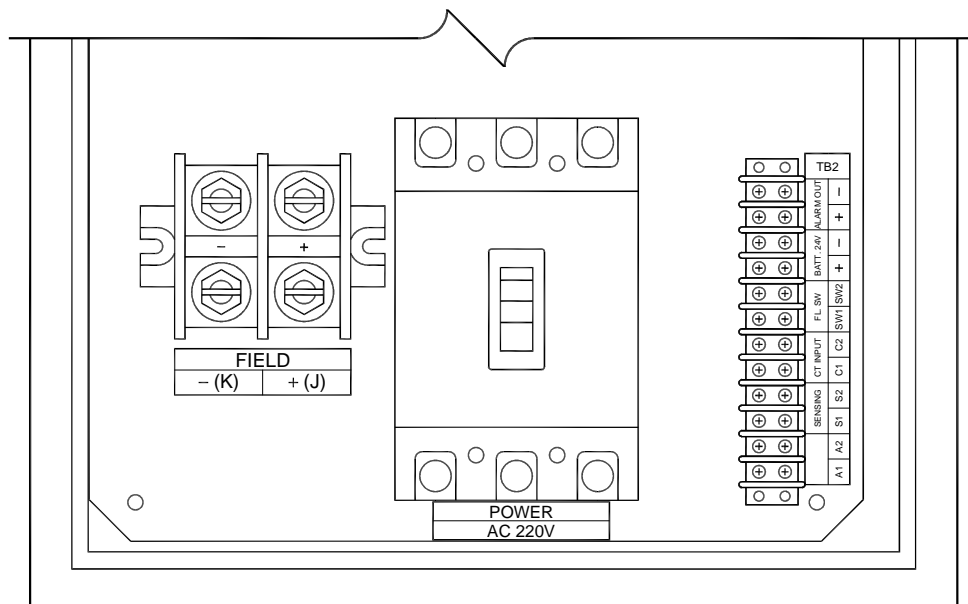 − +
FIELD
− (K) + (J)
POWER
AC 220V
TB2
ALARM OUT − +
BATT. 24V − +
FL SW SW2 SW1
CT INPUT C2 C1
SENSING S2 S1
A2 A1